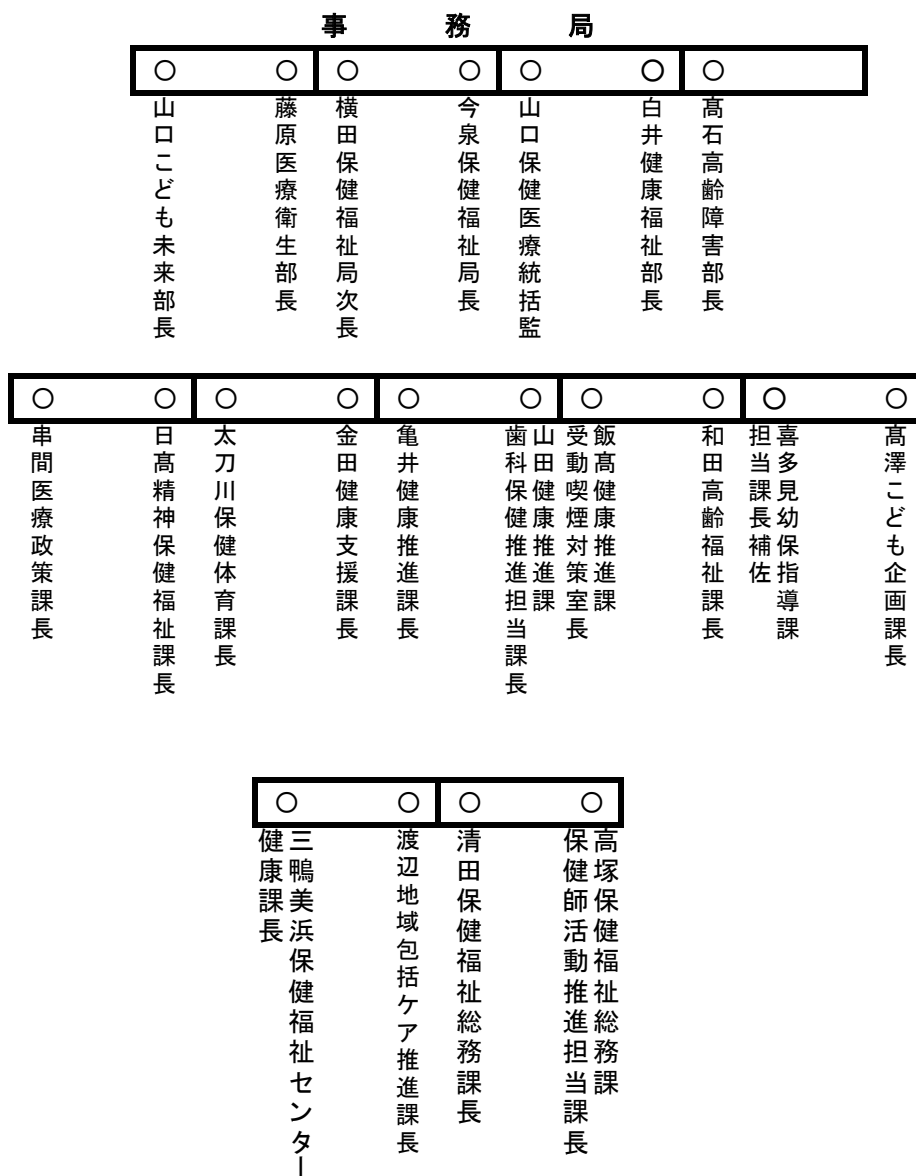 事務局
○ ○ ○ ○ ○ ○ ○
山口こども未来部長
藤原医療衛生部長
横田保健福祉局次長
今泉保健福祉局長
山口保健医療統括監
白井健康福祉部長
髙石高齢障害部長
○ ○ ○ ○ ○ ○ ○ ○ ○ ○
串間医療政策課長
日髙精神保健福祉課長
太刀川保健体育課長
金田健康支援課長
亀井健康推進課長
山田健康推進課
歯科保健推進担当課長
飯髙健康推進課
受動喫煙対策室長
和田高齢福祉課長
喜多見幼保指導課
担当課長補佐
髙澤こども企画課長
○ ○ ○ ○
三鴨美浜保健福祉センター
健康課長
渡辺地域包括ケア推進課長
清田保健福祉総務課長
高塚保健福祉総務課
保健師活動推進担当課長